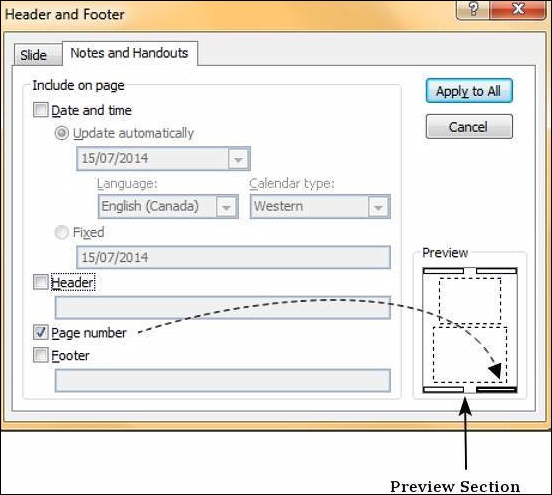 Header and Footer
Slide
Notes and Handouts
Include on page
Date and time
Update automatically
15/07/2014
Language:
Calendar type:
English (Canada)
Western
Fixed
15/07/2014
Header
Page number
Footer
Apply to All
Cancel
Preview
Preview Section